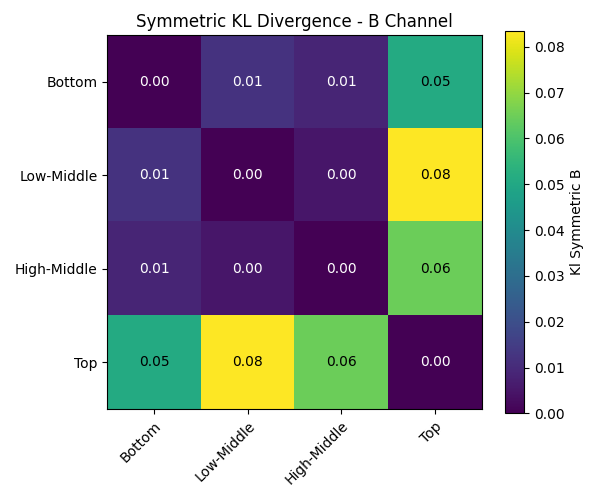 Symmetric KL Divergence - B Channel
Bottom 0.00 0.01 0.01 0.05
Low-Middle 0.01 0.00 0.00 0.08
High-Middle 0.01 0.00 0.00 0.06
Top 0.05 0.08 0.06 0.00
Bottom Low-Middle High-Middle Top
0.08
0.07
0.06
0.05
0.04
0.03
0.02
0.01
0.00
Kl Symmetric B